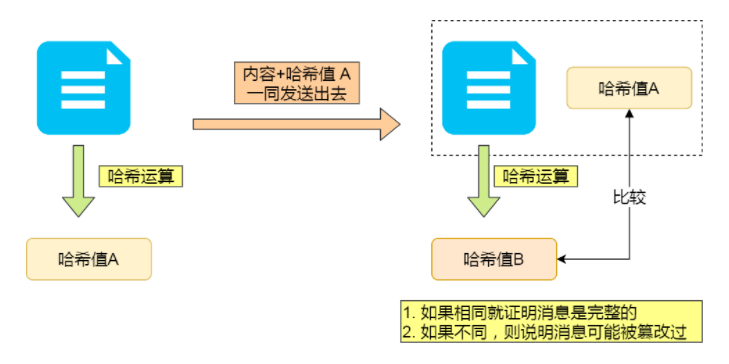 内容+哈希值 A
一同发送出去
哈希值A
哈希运算
哈希运算
比较
哈希值A
哈希值B
1. 如果相同就证明消息是完整的
2. 如果不同，则说明消息可能被篡改过